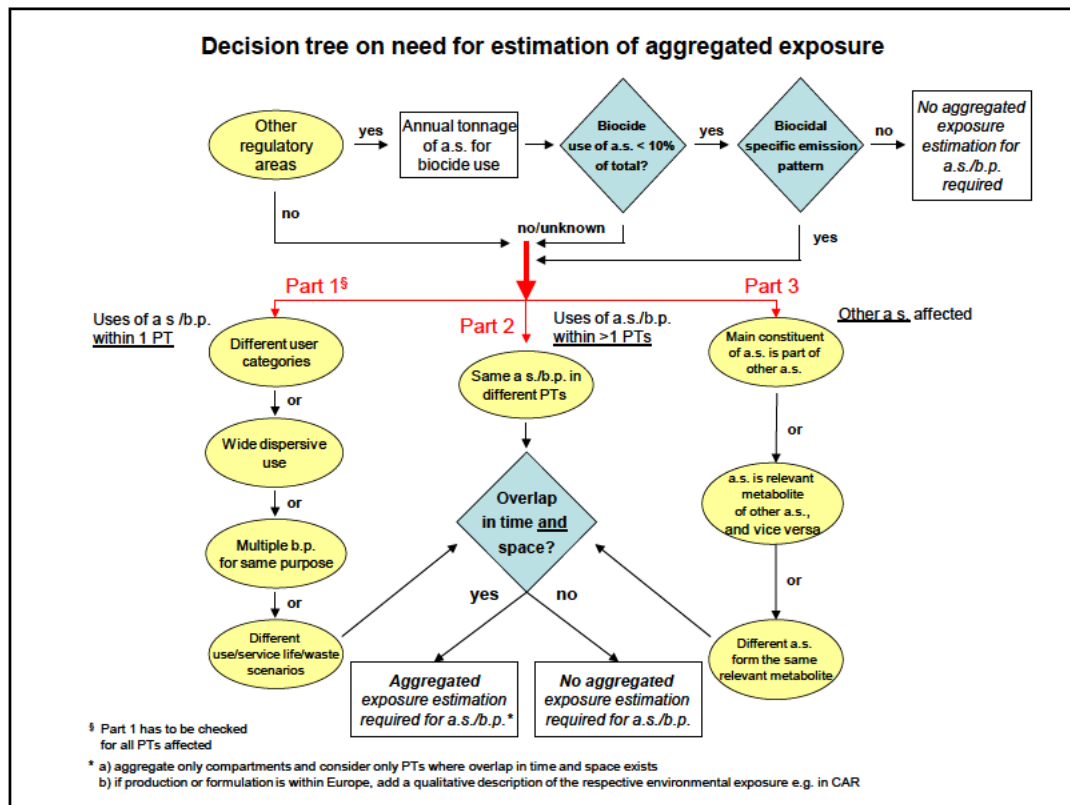 Decision tree on need for estimation of aggregated exposure
Other
regulatory
areas
yes
Annual tonnage
of a.s. for
biocide use
Biocide
use of a.s. < 10%
of total?
yes
Biocidal
specific emission
pattern
no
No aggregated
exposure
estimation for
a.s./b.p.
required
no
no/unknown
yes
Part 1§
Uses of a s /b.p.
within 1 PT
Part 2
Uses of a.s./b.p.
within >1 PTs
Part 3
Other a s. affected
Different user
categories
or
Wide dispersive
use
or
Multiple b.p.
for same purpose
or
Different
use/service life/waste
scenarios
Same a s./b.p. in
different PTs
Overlap
in time and
space?
yes
no
Main constituent
of a.s. is part of
other a.s.
or
a.s. is relevant
metabolite
of other a.s.,
and vice versa
or
Different a.s.
form the same
relevant metabolite
Aggregated
exposure estimation
required for a.s./b.p.*
No aggregated
exposure estimation
required for a.s./b.p.
§ Part 1 has to be checked
for all PTs affected
* a) aggregate only compartments and consider only PTs where overlap in time and space exists
b) if production or formulation is within Europe, add a qualitative description of the respective environmental exposure e.g. in CAR